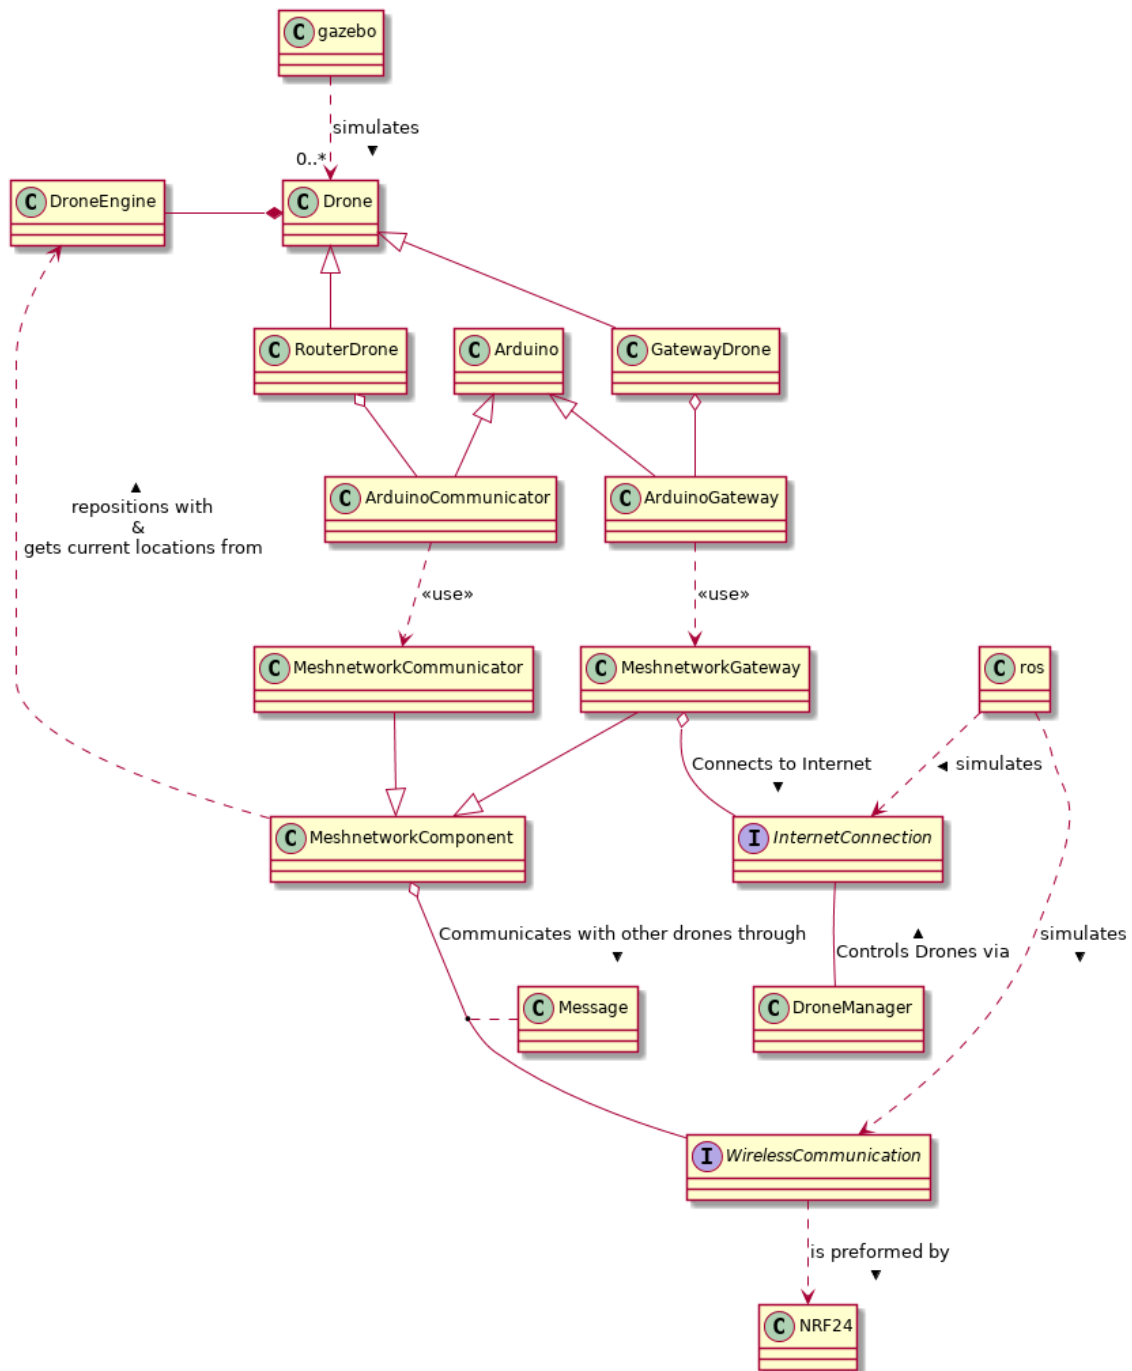 C gazebo
simulates
▼
0..*
C DroneEngine
C Drone
C RouterDrone
C Arduino
C GatewayDrone
▲
repositions with
&
gets current locations from
C ArduinoCommunicator
C ArduinoGateway
«use»
«use»
C MeshnetworkCommunicator
C MeshnetworkGateway
C ros
Connects to Internet
▼
◄ simulates
C MeshnetworkComponent
I InternetConnection
Communicates with other drones through
▼
▲
Controls Drones via
simulates
▼
C Message
C DroneManager
I WirelessCommunication
is preformed by
▼
C NRF24